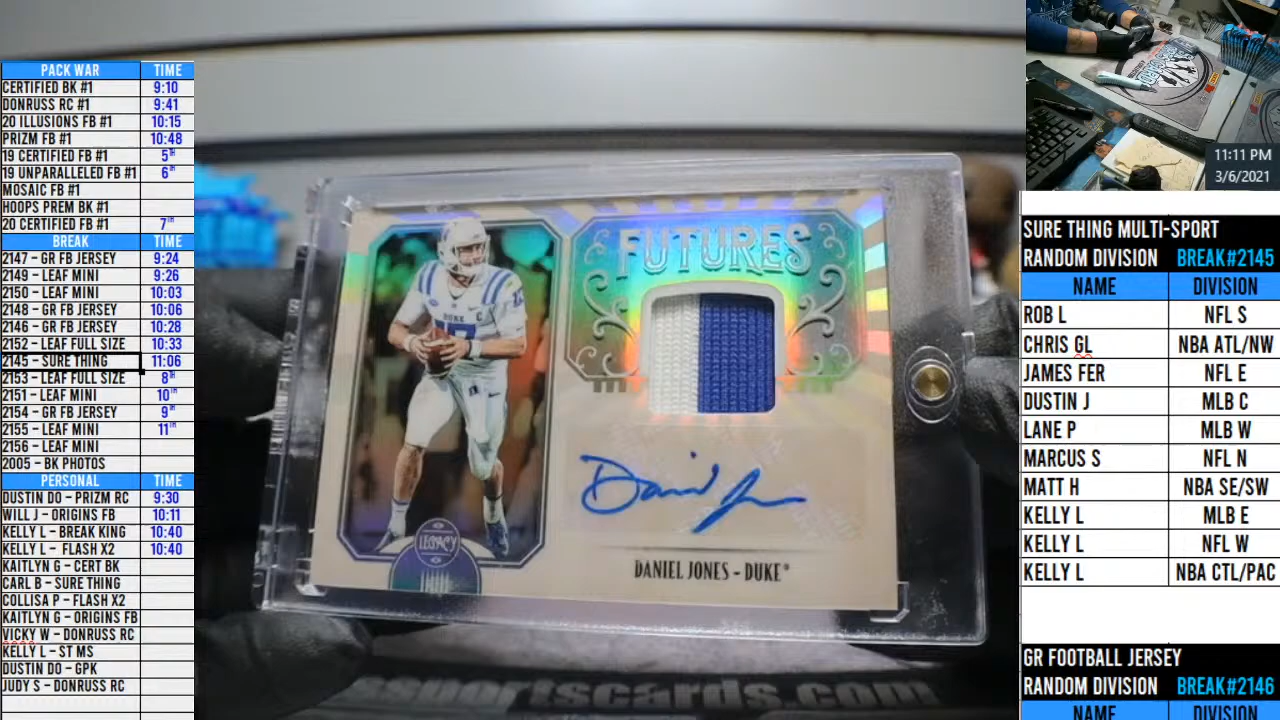 PACK WAR TIME
CERTIFIED BK #1 9:10
DONRUSS RC #1 9:41
20 ILLUSIONS FB #1 10:15
PRIZM FB #1 10:48
19 CERTIFIED FB #1 5TH
19 UNPARALLELED FB #1 6TH
MOSAIC FB #1
HOOPS PREM BK #1
20 CERTIFIED FB #1 7TH
BREAK TIME
2147 - GR FB JERSEY 9:24
2149 - LEAF MINI 9:26
2150 - LEAF MINI 10:03
2148 - GR FB JERSEY 10:06
2146 - GR FB JERSEY 10:28
2152 - LEAF FULL SIZE 10:33
2145 - SURE THING 11:06
2153 - LEAF FULL SIZE 8TH
2151 - LEAF MINI 10TH
2154 - GR FB JERSEY 9TH
2155 - LEAF MINI 11TH
2156 - LEAF MINI
2005 - BK PHOTOS
PERSONAL TIME
DUSTIN DO - PRIZM RC 9:30
WILL J - ORIGINS FB 10:11
KELLY L - BREAK KING 10:40
KELLY L - FLASH X2 10:40
KAITLYN G - CERT BK
CARL B - SURE THING
COLLISA P - FLASH X2
KAITLYN G - ORIGINS FB
VICKY W - DONRUSS RC
KELLY L - ST MS
DUSTIN DO - GPK
JUDY S - DONRUSS RC
FUTURES
DUKE
17
LEGACY
Daniel Jones
DANIEL JONES - DUKE®
sportscards.com
11:11 PM
3/6/2021
SURE THING MULTI-SPORT
RANDOM DIVISION BREAK#2145
NAME DIVISION
ROB L NFL S
CHRIS GL NBA ATL/NW
JAMES FER NFL E
DUSTIN J MLB C
LANE P MLB W
MARCUS S NFL N
MATT H NBA SE/SW
KELLY L MLB E
KELLY L NFL W
KELLY L NBA CTL/PAC
GR FOOTBALL JERSEY
RANDOM DIVISION BREAK#2146
NAME DIVISION